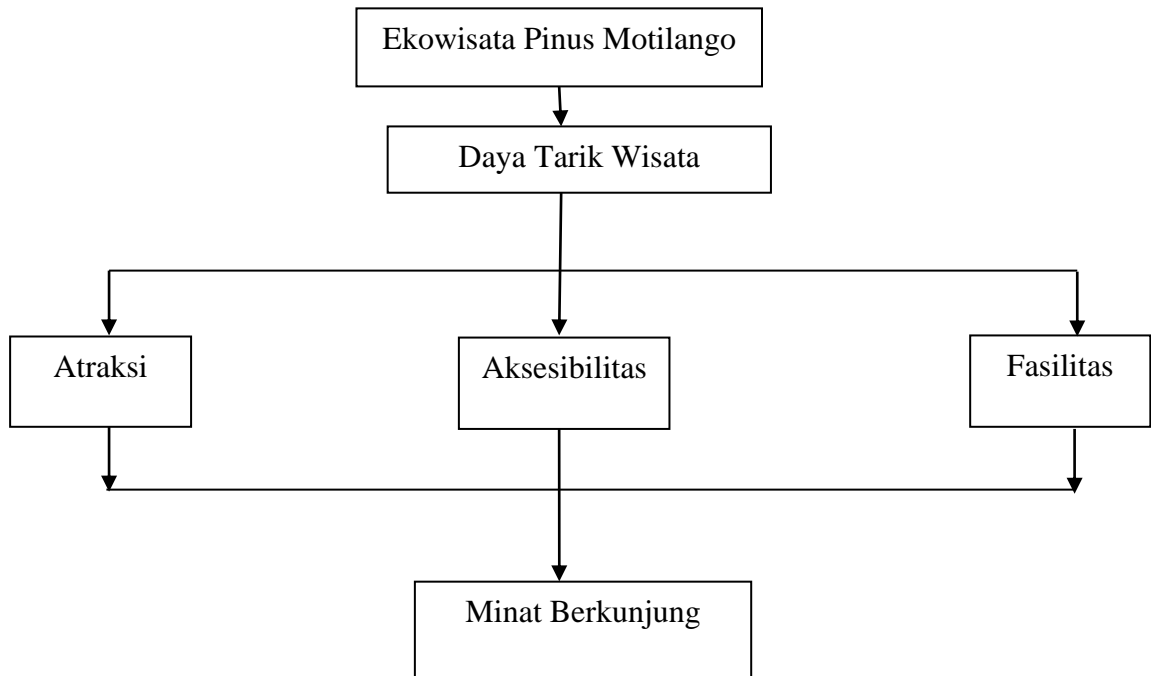 Ekowisata Pinus Motilango
Daya Tarik Wisata
Atraksi
Aksesibilitas
Fasilitas
Minat Berkunjung